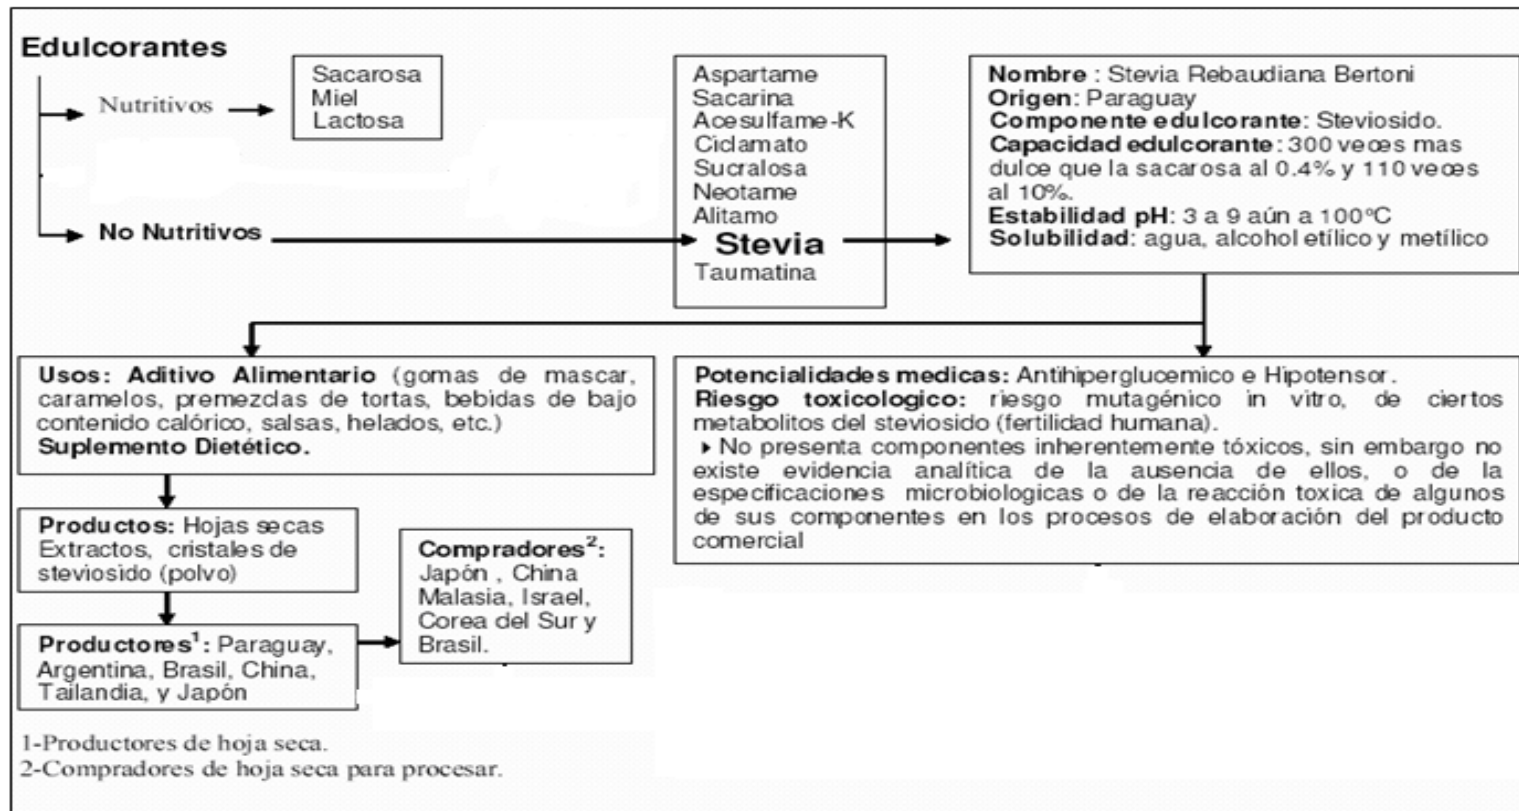 Edulcorantes
Nutritivos
Sacarosa
Miel
Lactosa
No Nutritivos
Aspartame
Sacarina
Acesulfame-K
Ciclamato
Sucralosa
Neotame
Alitamo
Stevia
Taumatina
Nombre : Stevia Rebaudiana Bertoni
Origen: Paraguay
Componente edulcorante: Steviosido.
Capacidad edulcorante: 300 veces mas
dulce que la sacarosa al 0.4% y 110 veces
al 10%.
Estabilidad pH: 3 a 9 aún a 100°C
Solubilidad: agua, alcohol etílico y metílico
Usos: Aditivo Alimentario (gomas de mascar,
caramelos, premezclas de tortas, bebidas de bajo
contenido calórico, salsas, helados, etc.)
Suplemento Dietético.
Potencialidades medicas: Antihiperglucemico e Hipotensor.
Riesgo toxicologico: riesgo mutagénico in vitro, de ciertos
metabolitos del steviosido (fertilidad humana).
No presenta componentes inherentemente tóxicos, sin embargo no
existe evidencia analítica de la ausencia de ellos, o de la
especificaciones microbiologicas o de la reacción toxica de algunos
de sus componentes en los procesos de elaboración del producto
comercial
Productos: Hojas secas
Extractos, cristales de
steviosido (polvo)
Compradores²:
Japón , China
Malasia, Israel,
Corea del Sur y
Brasil.
Productores¹: Paraguay,
Argentina, Brasil, China,
Tailandia, y Japón
1-Productores de hoja seca.
2-Compradores de hoja seca para procesar.